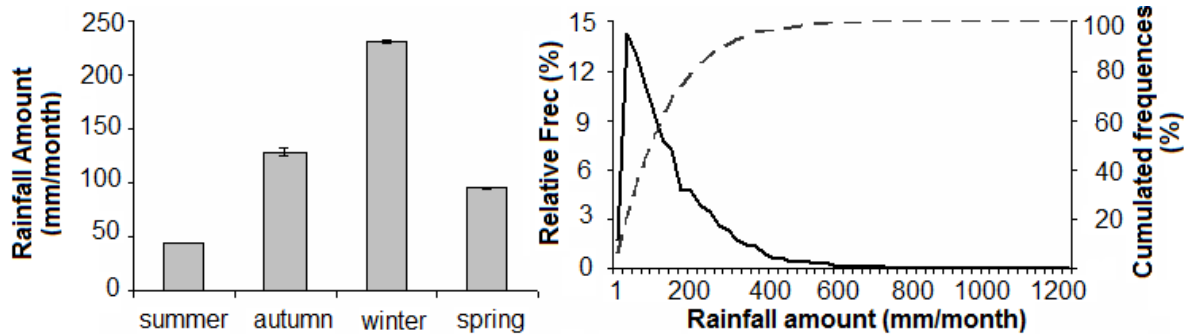 Rainfall Amount
(mm/month)
250
200
150
100
50
0
summer autumn winter spring
Relative Frec (%)
15
12
9
6
3
0
1 200 400 600 800 1000 1200
Rainfall amount (mm/month)
100
80
60
40
20
Cumulated frequences
(%)